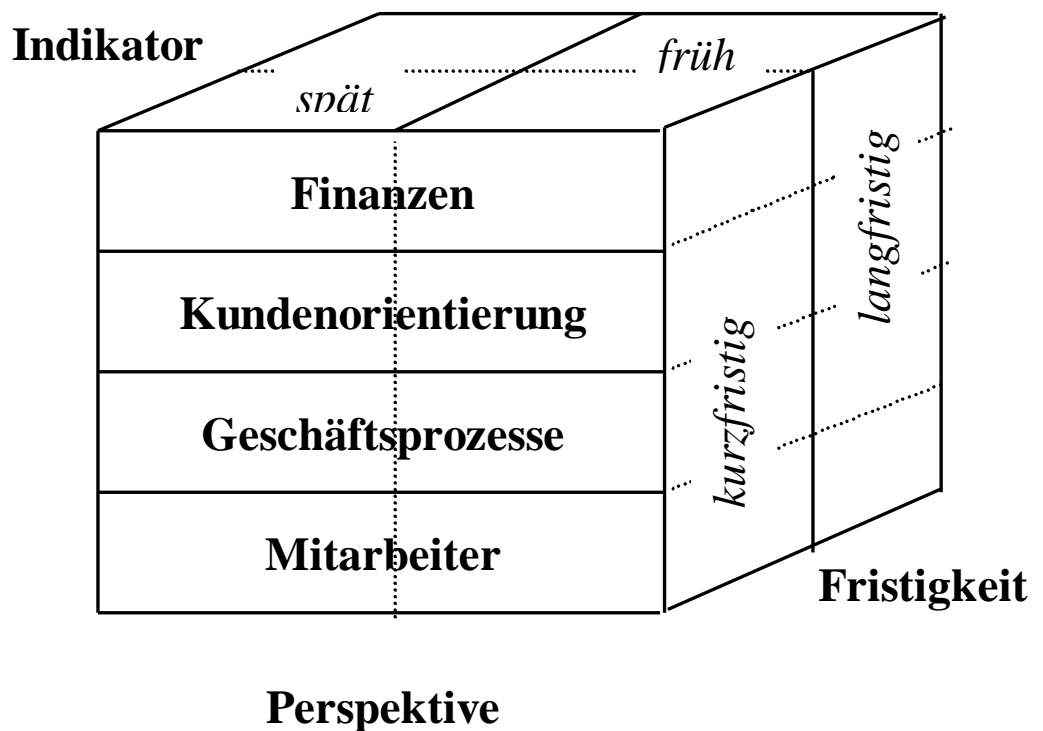 Indikator
früh
spät
Finanzen
langfristig
Kundenorientierung
kurzfristig
Geschäftsprozesse
Mitarbeiter
Fristigkeit
Perspektive